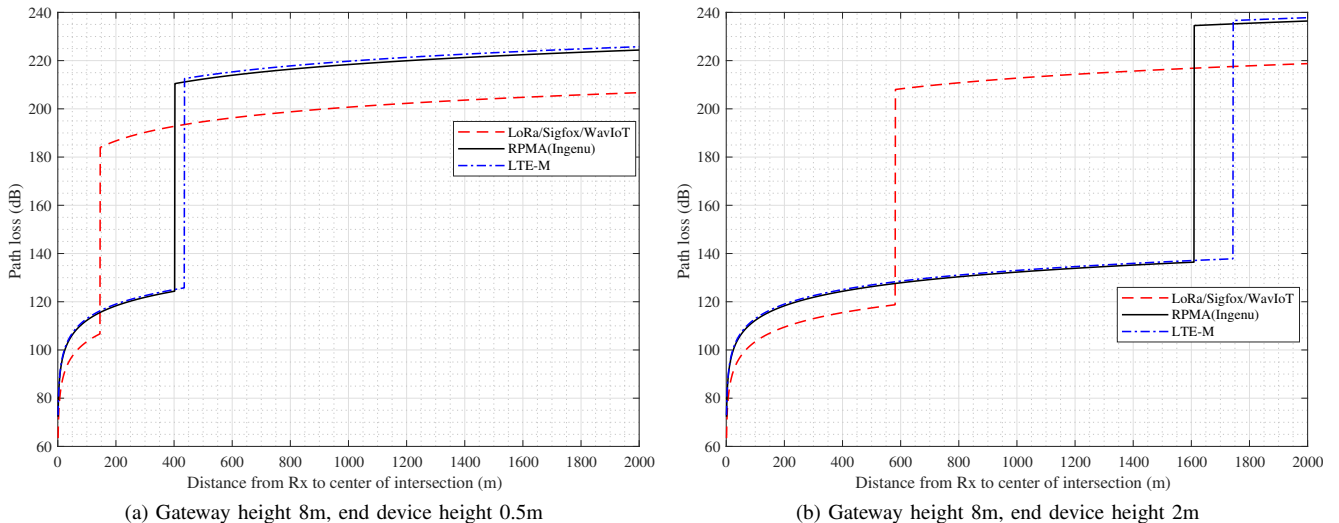 240
220
200
180
160
140
120
100
80
60
Path loss (dB)
0 200 400 600 800 1000 1200 1400 1600 1800 2000
Distance from Rx to center of intersection (m)
LoRa/Sigfox/WavIoT
RPMA(Ingenu)
LTE-M
(a) Gateway height 8m, end device height 0.5m
240
220
200
180
160
140
120
100
80
60
Path loss (dB)
0 200 400 600 800 1000 1200 1400 1600 1800 2000
Distance from Rx to center of intersection (m)
LoRa/Sigfox/WavIoT
RPMA(Ingenu)
LTE-M
(b) Gateway height 8m, end device height 2m